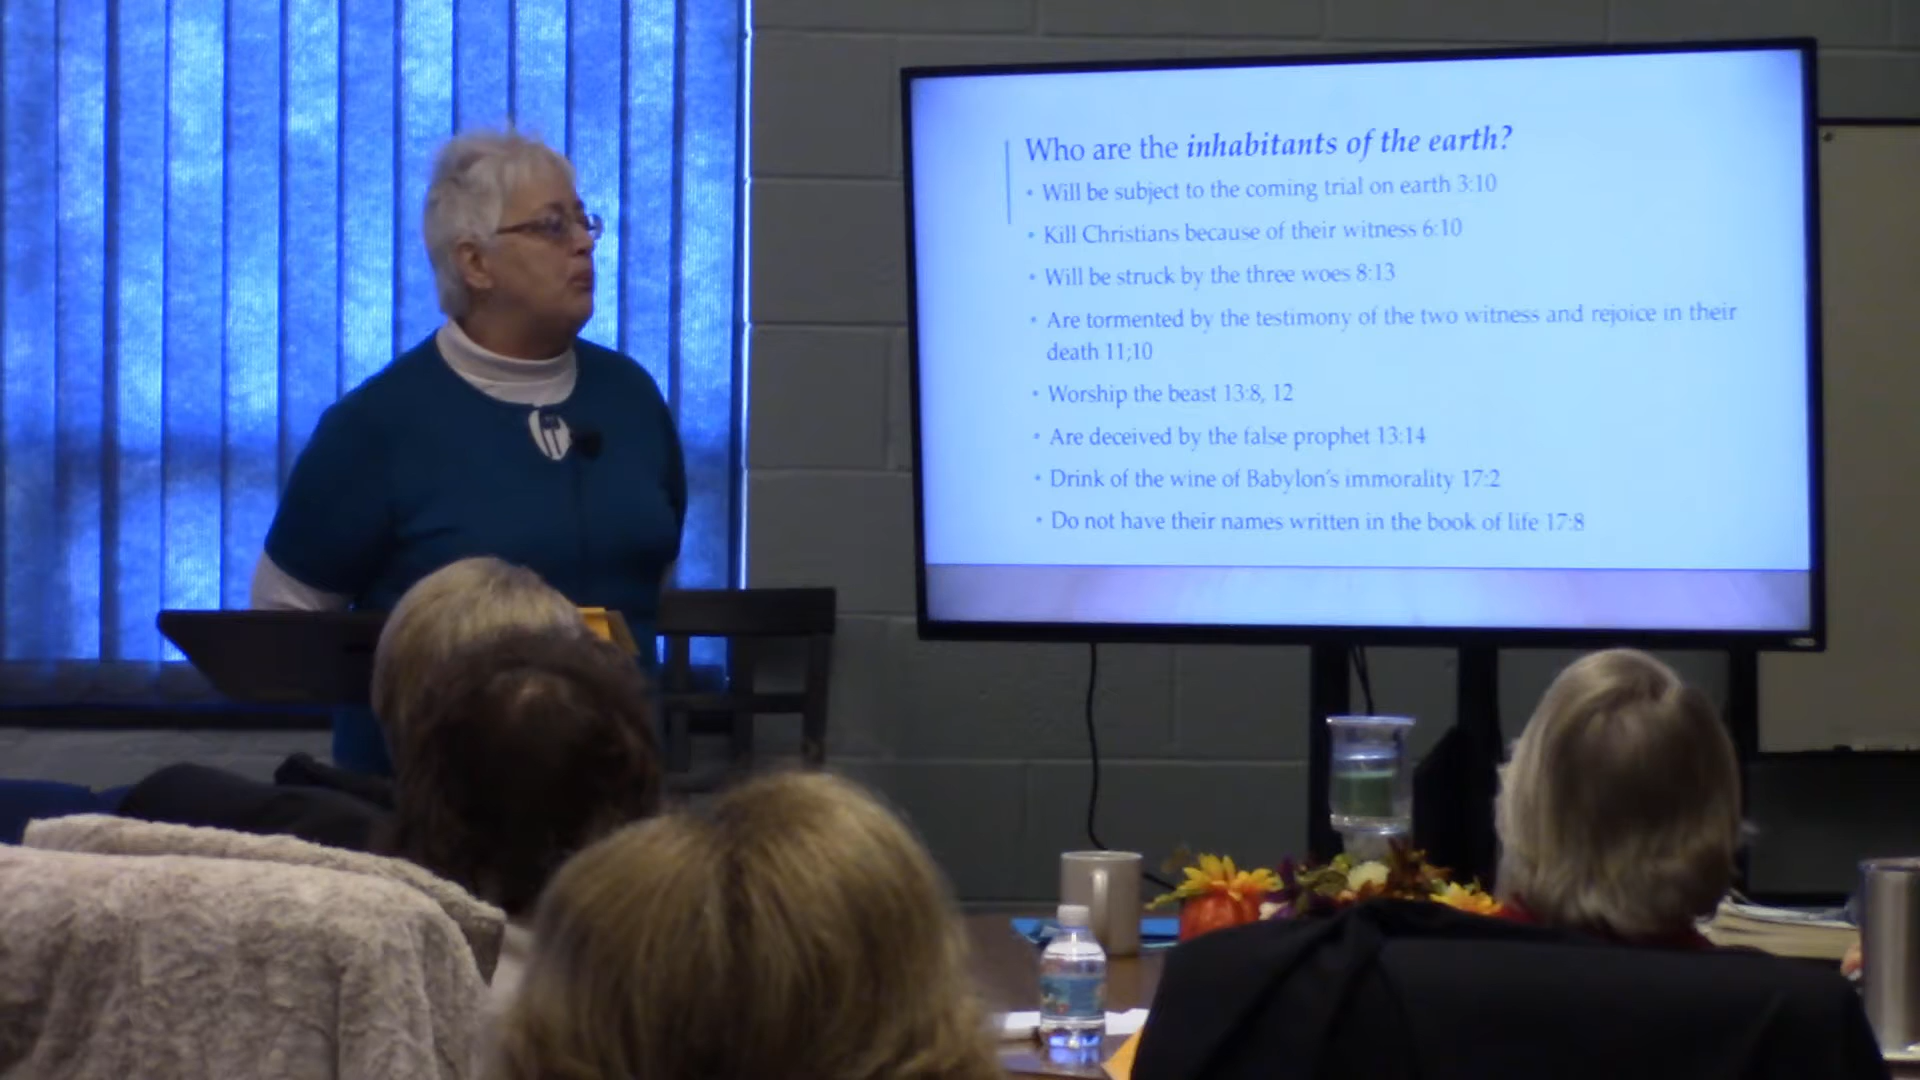 Who are the inhabitants of the earth?
• Will be subject to the coming trial on earth 3:10
• Kill Christians because of their witness 6:10
• Will be struck by the three woes 8:13
• Are tormented by the testimony of the two witness and rejoice in their
death 11;10
• Worship the beast 13:8, 12
• Are deceived by the false prophet 13:14
• Drink of the wine of Babylon's immorality 17:2
• Do not have their names written in the book of life 17:8